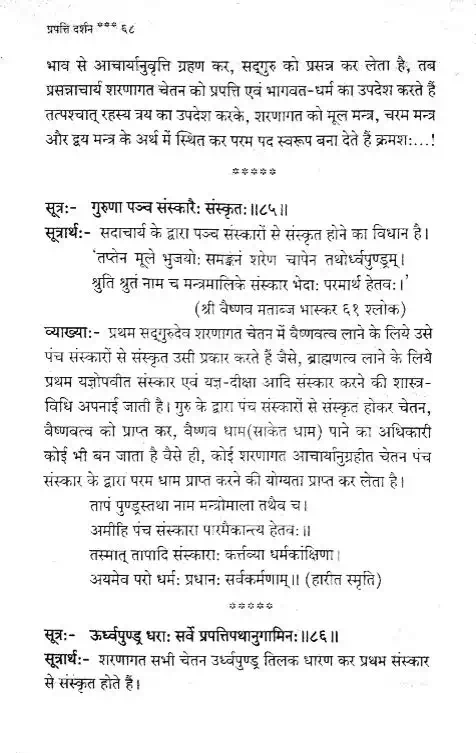 प्रपत्ति दर्शन *** ६८
भाव से आचार्यानुवृत्ति ग्रहण कर, सद्गुरु को प्रसन्न कर लेता है, तब
प्रसन्नाचार्य शरणागत चेतन को प्रपत्ति एवं भागवत-धर्म का उपदेश करते हैं
तत्पश्चात् रहस्य त्रय का उपदेश करके, शरणागत को मूल मन्त्र, चरम मन्त्र
और द्वय मन्त्र के अर्थ में स्थित कर परम पद स्वरूप बना देते हैं क्रमशः...!
*****
सूत्र:- गुरुणा पञ्च संस्कारैः संस्कृतः॥८५॥
सूत्रार्थ:- सदाचार्य के द्वारा पञ्च संस्कारों से संस्कृत होने का विधान है।
'तप्तेन मूले भुजयोः समङ्कनं शरेण चापेन तथोर्ध्वपुण्ड्रम्।
श्रुति श्रुतं नाम च मन्त्रमालिके संस्कार भेदाः परमार्थ हेतवः।'
(श्री वैष्णव मताब्ज भास्कर ६१ श्लोक)
व्याख्या:- प्रथम सद्गुरुदेव शरणागत चेतन में वैष्णवत्व लाने के लिये उसे
पंच संस्कारों से संस्कृत उसी प्रकार करते हैं जैसे, ब्राह्मणत्व लाने के लिये
प्रथम यज्ञोपवीत संस्कार एवं यज्ञ-दीक्षा आदि संस्कार करने की शास्त्र-
विधि अपनाई जाती है। गुरु के द्वारा पंच संस्कारों से संस्कृत होकर चेतन,
वैष्णवत्व को प्राप्त कर, वैष्णव धाम(साकेत धाम) पाने का अधिकारी
कोई भी बन जाता है वैसे ही, कोई शरणागत आचार्यानुग्रहीत चेतन पंच
संस्कार के द्वारा परम धाम प्राप्त करने की योग्यता प्राप्त कर लेता है।
तापं पुण्ड्रस्तथा नाम मन्त्रोमाला तथैव च।
अमीहि पंच संस्कारा पारमैकान्त्य हेतवः॥
तस्मात् तापादि संस्काराः कर्त्तव्या धर्मकांक्षिणा।
अयमेव परो धर्मः प्रधानः सर्वकर्मणाम्॥ (हारीत स्मृति)
*****
सूत्र:- ऊर्ध्वपुण्ड्र धराः सर्वे प्रपत्तिपथानुगामिनः॥८६॥
सूत्रार्थ:- शरणागत सभी चेतन उर्ध्वपुण्ड्र तिलक धारण कर प्रथम संस्कार
से संस्कृत होते हैं।